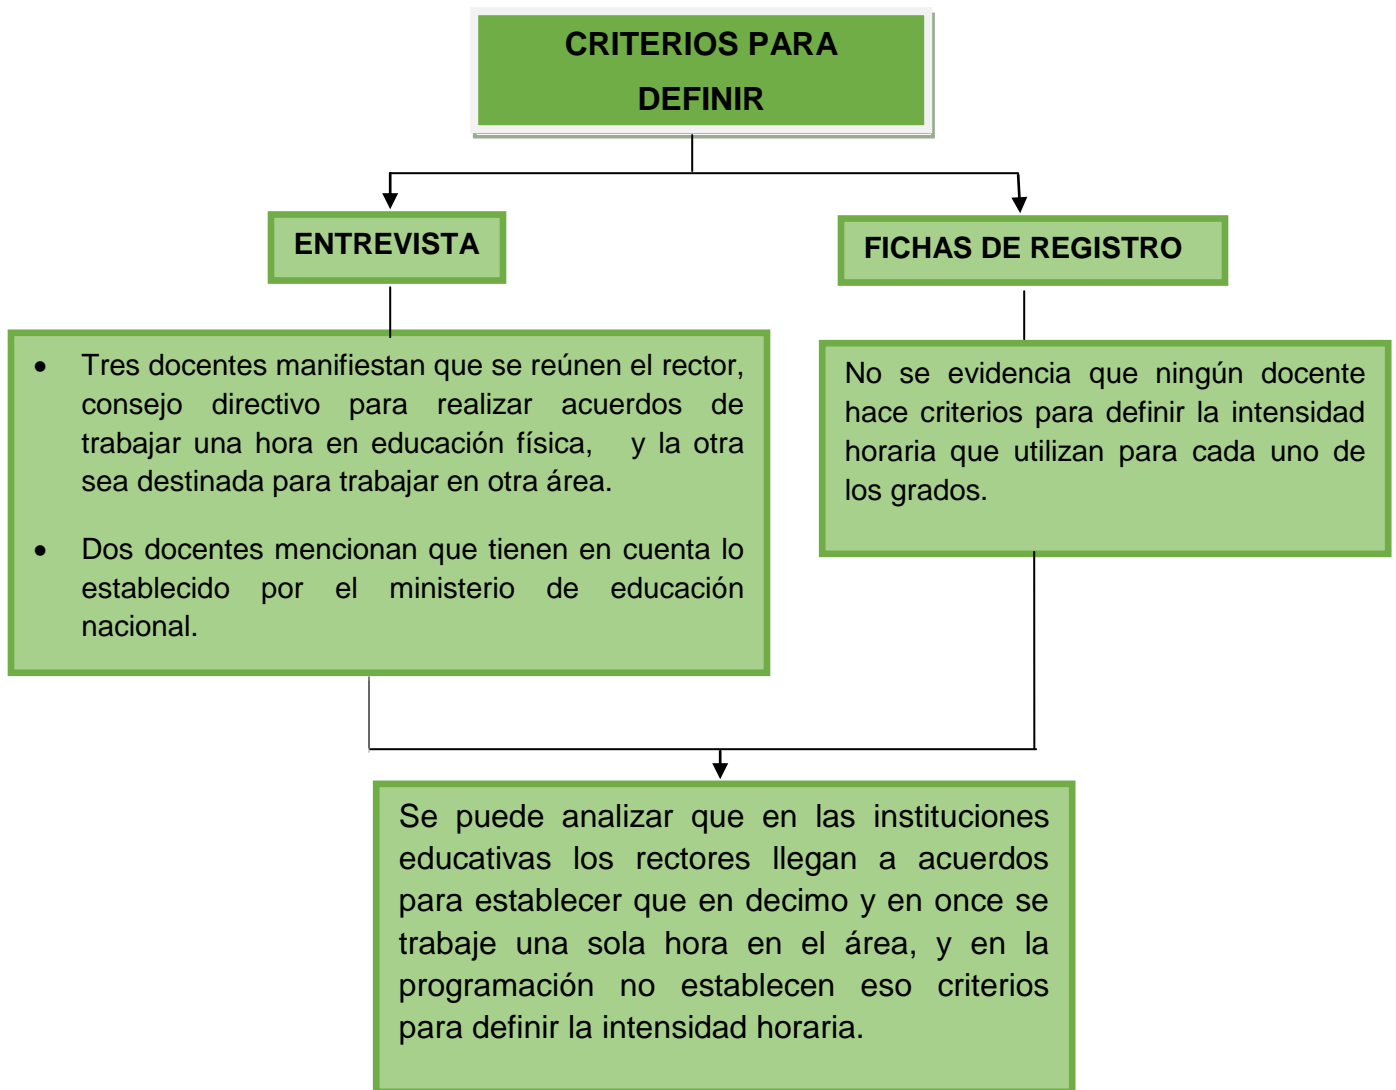 CRITERIOS PARA
DEFINIR
ENTREVISTA
FICHAS DE REGISTRO
• Tres docentes manifiestan que se reúnen el rector,
consejo directivo para realizar acuerdos de
trabajar una hora en educación física, y la otra
sea destinada para trabajar en otra área.
• Dos docentes mencionan que tienen en cuenta lo
establecido por el ministerio de educación
nacional.
No se evidencia que ningún docente
hace criterios para definir la intensidad
horaria que utilizan para cada uno de
los grados.
Se puede analizar que en las instituciones
educativas los rectores llegan a acuerdos
para establecer que en decimo y en once se
trabaje una sola hora en el área, y en la
programación no establecen eso criterios
para definir la intensidad horaria.